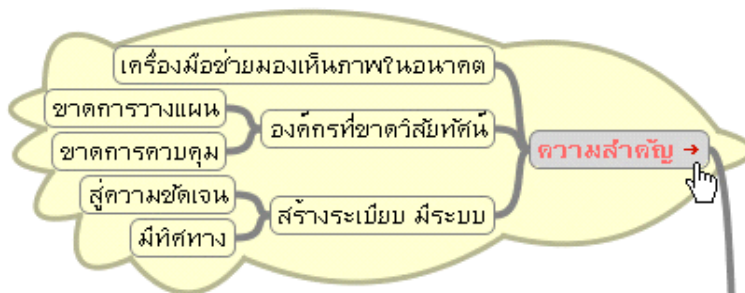 เครื่องมือช่วยมองเห็นภาพในอนาคต
ขาดการวางแผน
องค์กรที่ขาดวิสัยทัศน์
ขาดการควบคุม
ความสำคัญ →
สู่ความชัดเจน
สร้างระเบียบ มีระบบ
มีทิศทาง